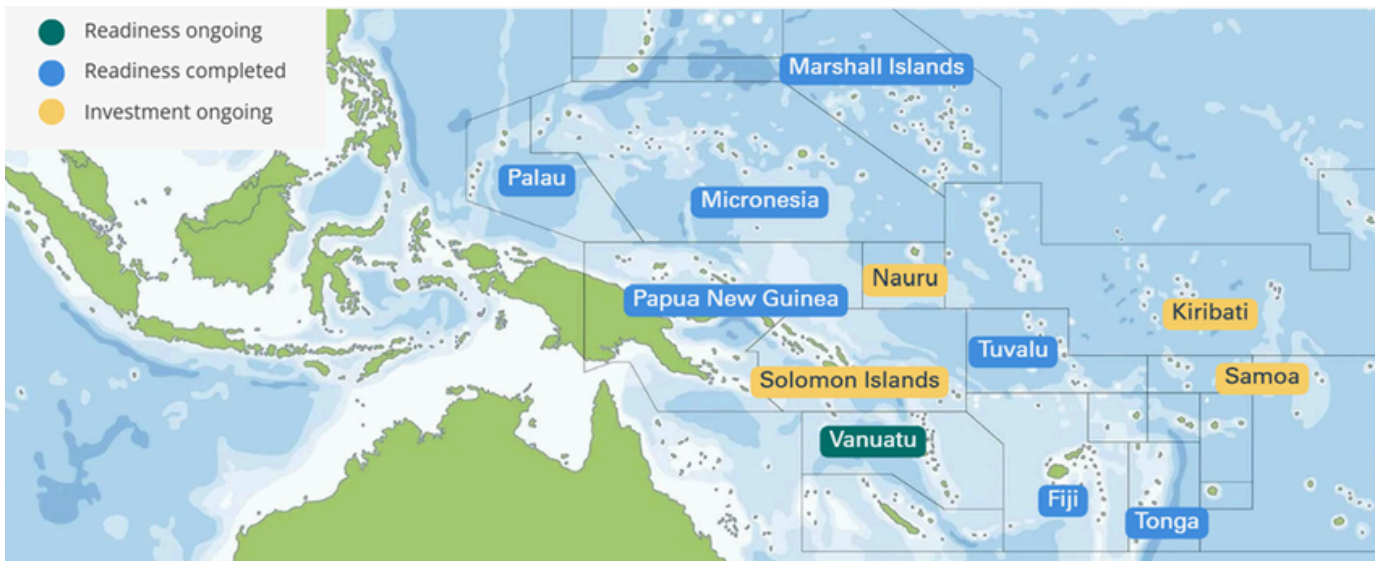 Readiness ongoing
Readiness completed
Investment ongoing
Marshall Islands
Palau
Micronesia
Nauru
Papua New Guinea
Kiribati
Tuvalu
Solomon Islands
Samoa
Vanuatu
Fiji
Tonga